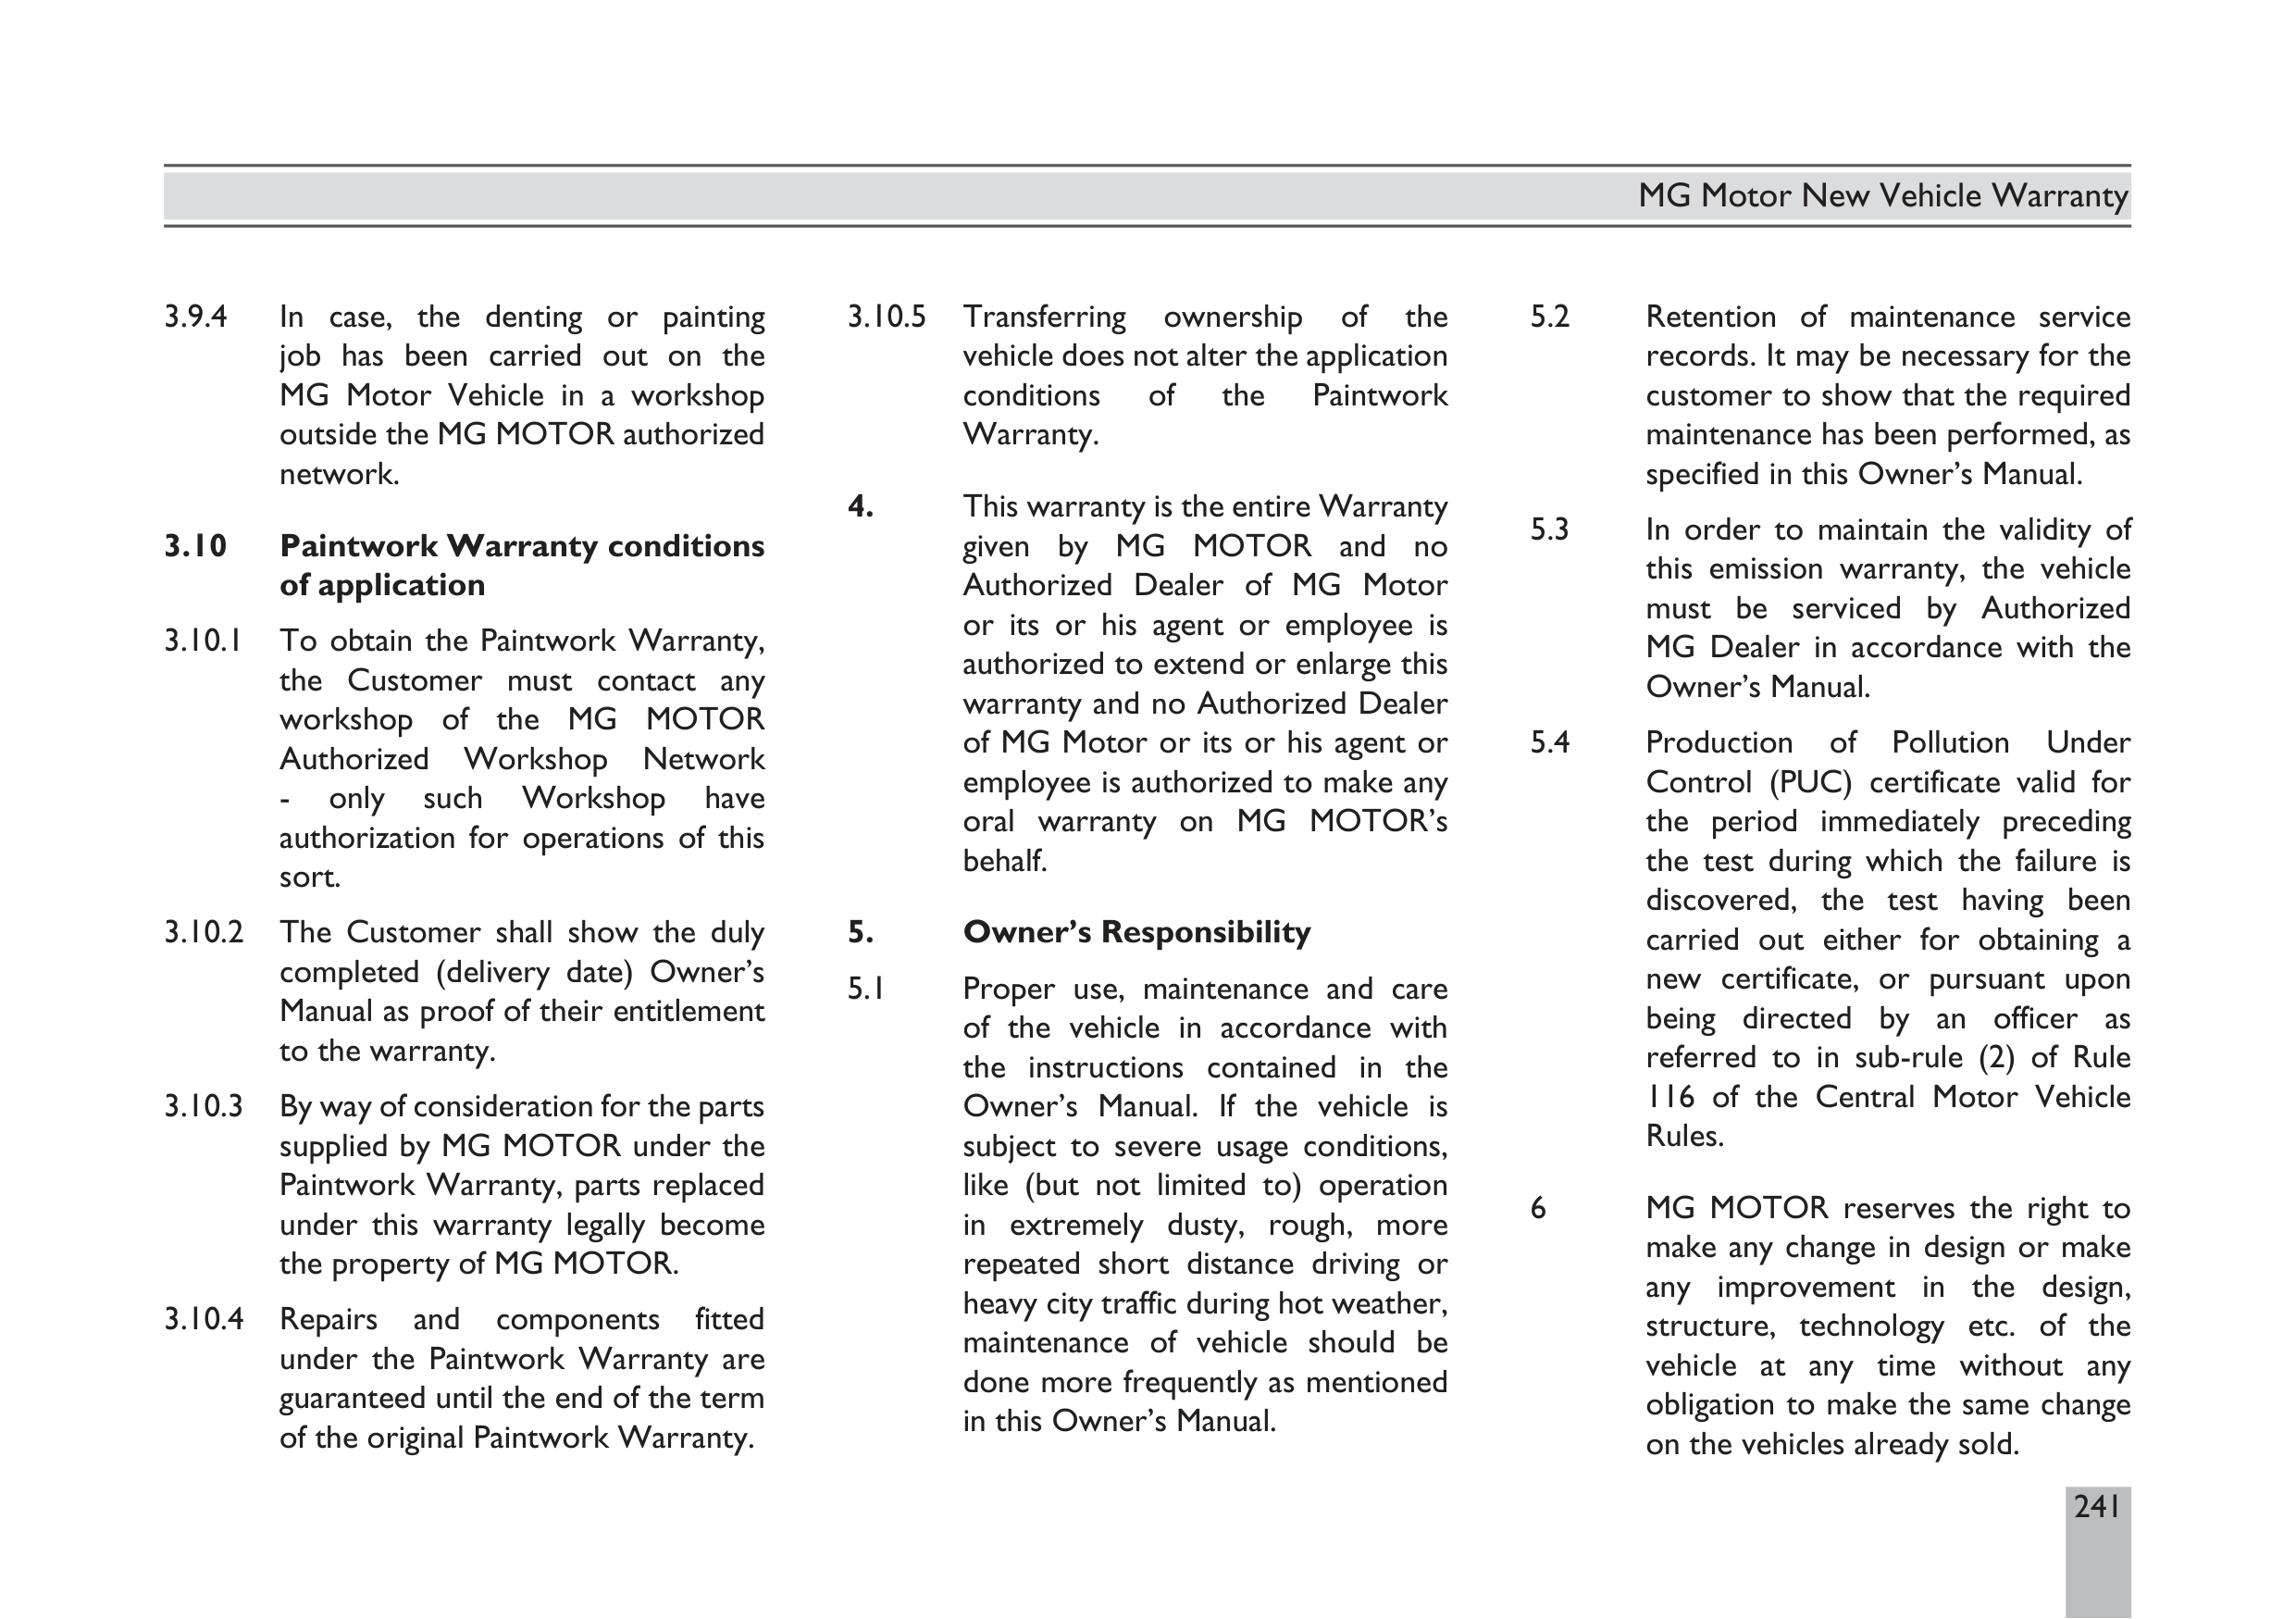 MG Motor New Vehicle Warranty
3.9.4 In case, the denting or painting
job has been carried out on the
MG Motor Vehicle in a workshop
outside the MG MOTOR authorized
network.
3.10 Paintwork Warranty conditions
of application
3.10.1 To obtain the Paintwork Warranty,
the Customer must contact any
workshop of the MG MOTOR
Authorized Workshop Network
- only such Workshop have
authorization for operations of this
sort.
3.10.2 The Customer shall show the duly
completed (delivery date) Owner’s
Manual as proof of their entitlement
to the warranty.
3.10.3 By way of consideration for the parts
supplied by MG MOTOR under the
Paintwork Warranty, parts replaced
under this warranty legally become
the property of MG MOTOR.
3.10.4 Repairs and components fitted
under the Paintwork Warranty are
guaranteed until the end of the term
of the original Paintwork Warranty.
3.10.5 Transferring ownership of the
vehicle does not alter the application
conditions of the Paintwork
Warranty.
4. This warranty is the entire Warranty
given by MG MOTOR and no
Authorized Dealer of MG Motor
or its or his agent or employee is
authorized to extend or enlarge this
warranty and no Authorized Dealer
of MG Motor or its or his agent or
employee is authorized to make any
oral warranty on MG MOTOR’s
behalf.
5. Owner’s Responsibility
5.1 Proper use, maintenance and care
of the vehicle in accordance with
the instructions contained in the
Owner’s Manual. If the vehicle is
subject to severe usage conditions,
like (but not limited to) operation
in extremely dusty, rough, more
repeated short distance driving or
heavy city traffic during hot weather,
maintenance of vehicle should be
done more frequently as mentioned
in this Owner’s Manual.
5.2 Retention of maintenance service
records. It may be necessary for the
customer to show that the required
maintenance has been performed, as
specified in this Owner’s Manual.
5.3 In order to maintain the validity of
this emission warranty, the vehicle
must be serviced by Authorized
MG Dealer in accordance with the
Owner’s Manual.
5.4 Production of Pollution Under
Control (PUC) certificate valid for
the period immediately preceding
the test during which the failure is
discovered, the test having been
carried out either for obtaining a
new certificate, or pursuant upon
being directed by an officer as
referred to in sub-rule (2) of Rule
116 of the Central Motor Vehicle
Rules.
6 MG MOTOR reserves the right to
make any change in design or make
any improvement in the design,
structure, technology etc. of the
vehicle at any time without any
obligation to make the same change
on the vehicles already sold.
241